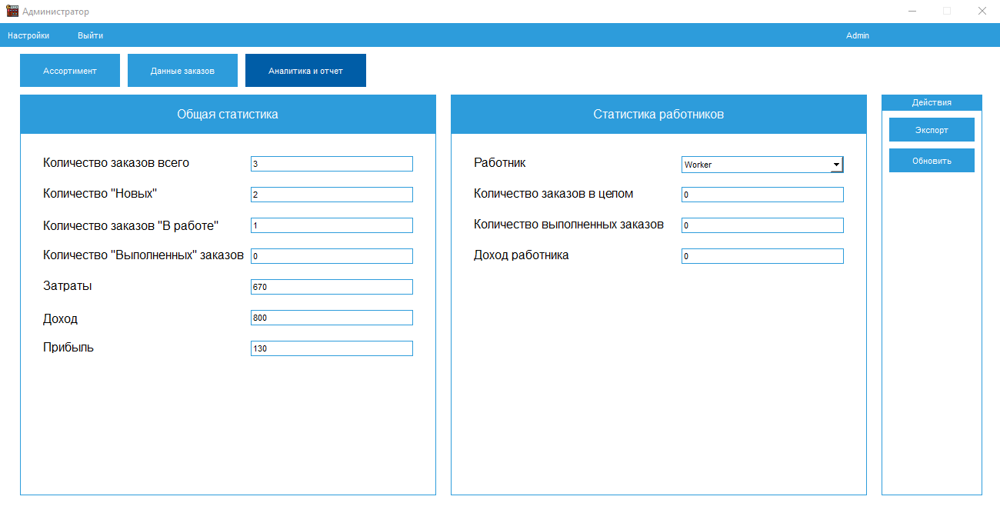 Администратор
Настройки Выйти Admin
Ассортимент Данные заказов Аналитика и отчет
Общая статистика
Количество заказов всего 3
Количество "Новых" 2
Количество заказов "В работе" 1
Количество "Выполненных" заказов 0
Затраты 670
Доход 800
Прибыль 130
Статистика работников
Работник Worker
Количество заказов в целом 0
Количество выполненных заказов 0
Доход работника 0
Действия
Экспорт
Обновить